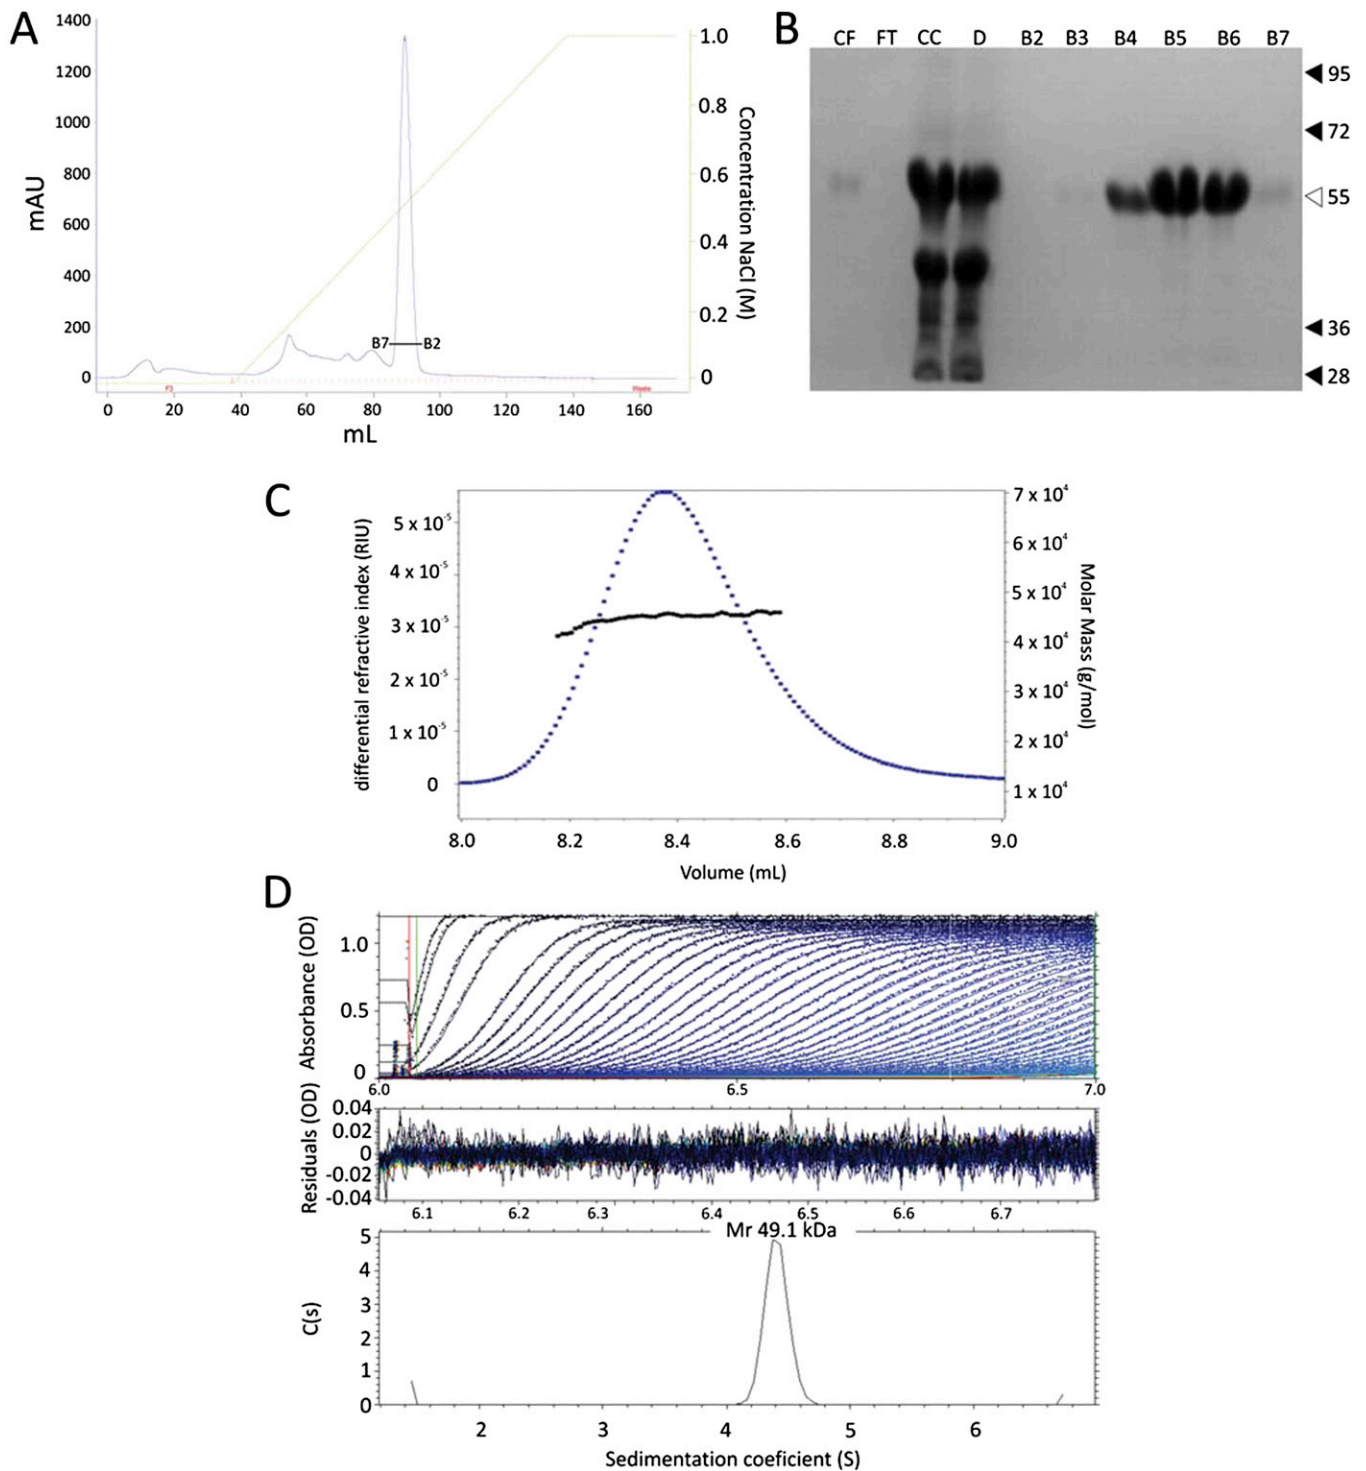 A
1400
1200
1000
800
600
400
200
0
mAU
1.0
0.8
0.6
0.4
0.2
0
Concentration NaCl (M)
B7
B2
0 20 40 60 80 100 120 140 160
mL
B
CF FT CC D B2 B3 B4 B5 B6 B7
95
72
55
36
28
C
differential refractive index (RIU)
5 x 10-5
4 x 10-5
3 x 10-5
2 x 10-5
1 x 10-5
0
7 x 10⁴
6 x 10⁴
5 x 10⁴
4 x 10⁴
3 x 10⁴
2 x 10⁴
1 x 10⁴
Molar Mass (g/mol)
8.0 8.2 8.4 8.6 8.8 9.0
Volume (mL)
D
Absorbance (OD)
1.0
0.5
0
6.0 6.5 7.0
Residuals (OD)
0.04
0.02
0
-0.02
-0.04
6.1 6.2 6.3 6.4 6.5 6.6 6.7
Mr 49.1 kDa
C(s)
5
4
3
2
1
0
2 3 4 5 6
Sedimentation coeficient (S)